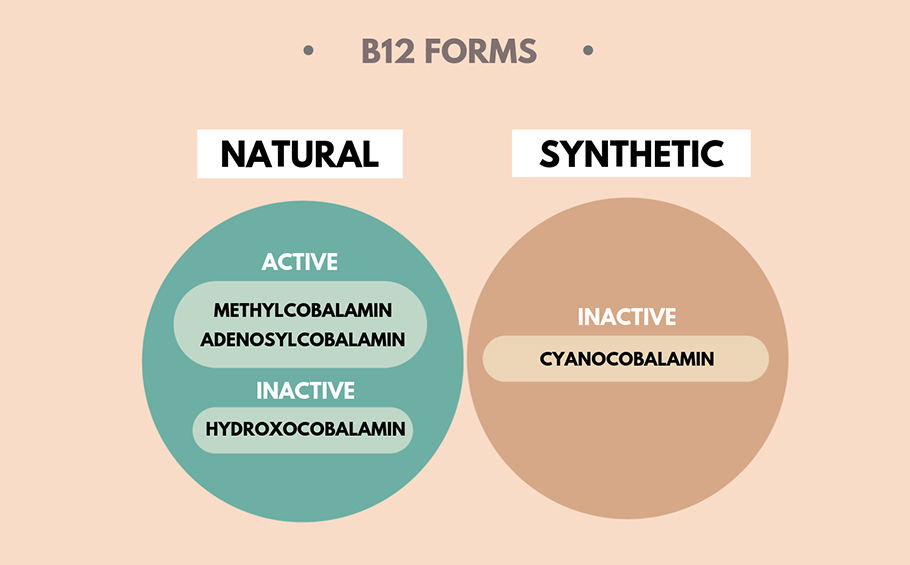 • B12 FORMS •
NATURAL
ACTIVE
METHYLCOBALAMIN
ADENOSYLCOBALAMIN
INACTIVE
HYDROXOCOBALAMIN
SYNTHETIC
INACTIVE
CYANOCOBALAMIN